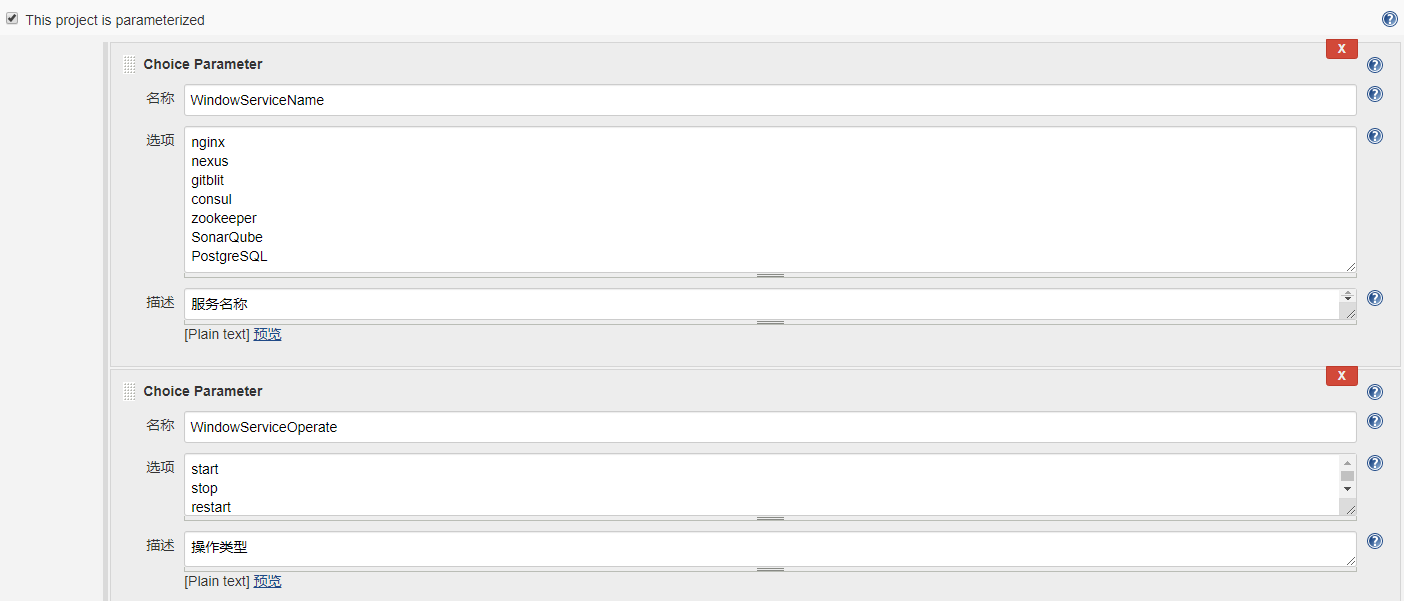 This project is parameterized
X
Choice Parameter
名称 WindowServiceName
选项 nginx
nexus
gitblit
consul
zookeeper
SonarQube
PostgreSQL
描述 服务名称
[Plain text] 预览
X
Choice Parameter
名称 WindowServiceOperate
选项 start
stop
restart
描述 操作类型
[Plain text] 预览